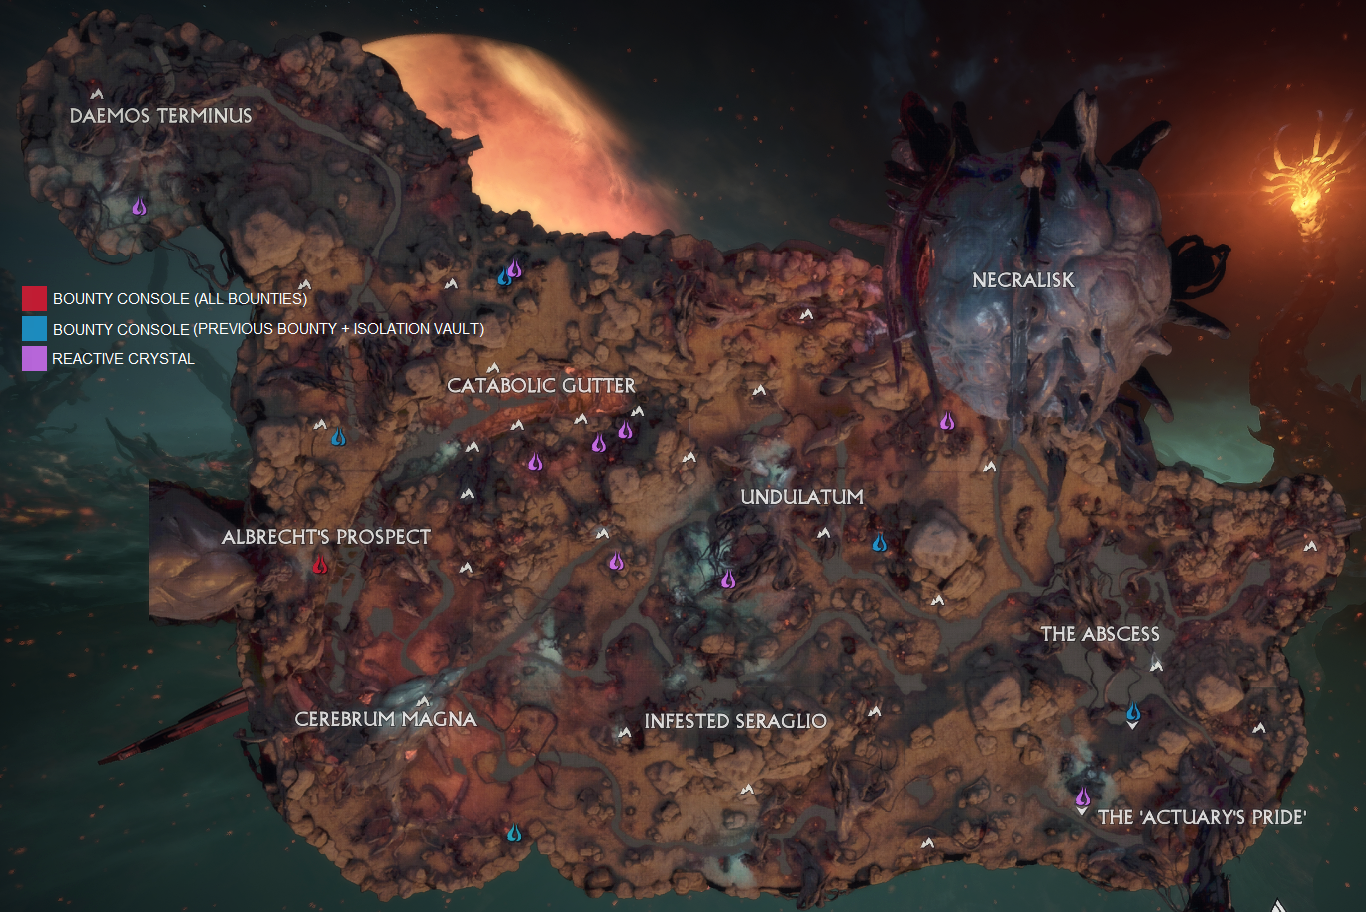 DAEMOS TERMINUS
NECRALISK
BOUNTY CONSOLE (ALL BOUNTIES)
BOUNTY CONSOLE (PREVIOUS BOUNTY + ISOLATION VAULT)
REACTIVE CRYSTAL
CATABOLIC GUTTER
UNDULATUM
ALBRECHT'S PROSPECT
THE ABSCESS
CEREBRUM MAGNA
INFESTED SERAGLIO
THE 'ACTUARY'S PRIDE'